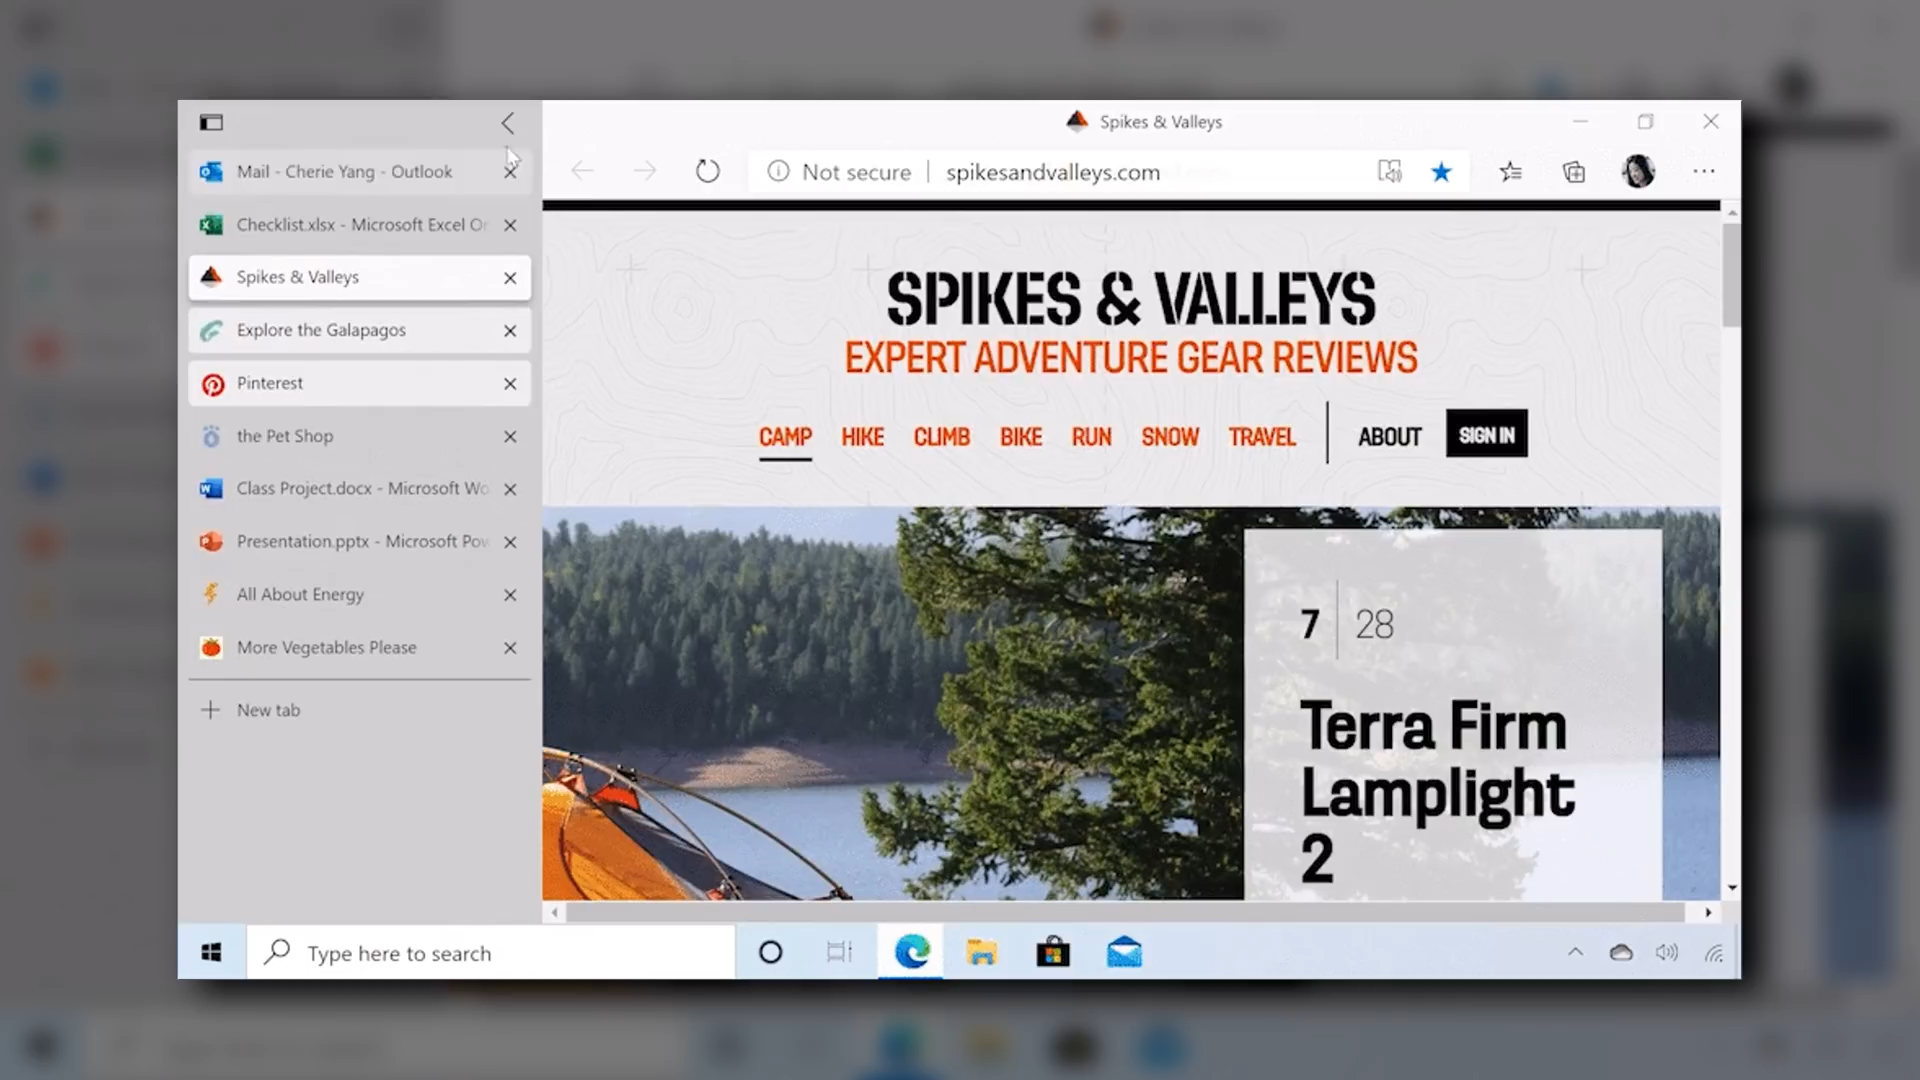 Mail - Cherie Yang - Outlook
Checklist.xlsx - Microsoft Excel On
Spikes & Valleys
Explore the Galapagos
Pinterest
the Pet Shop
Class Project.docx - Microsoft Wo
Presentation.pptx - Microsoft Pow
All About Energy
More Vegetables Please
New tab
Spikes & Valleys
Not secure | spikesandvalleys.com
SPIKES & VALLEYS
EXPERT ADVENTURE GEAR REVIEWS
CAMP HIKE CLIMB BIKE RUN SNOW TRAVEL ABOUT SIGN IN
7 28
Terra Firm
Lamplight
2
Type here to search